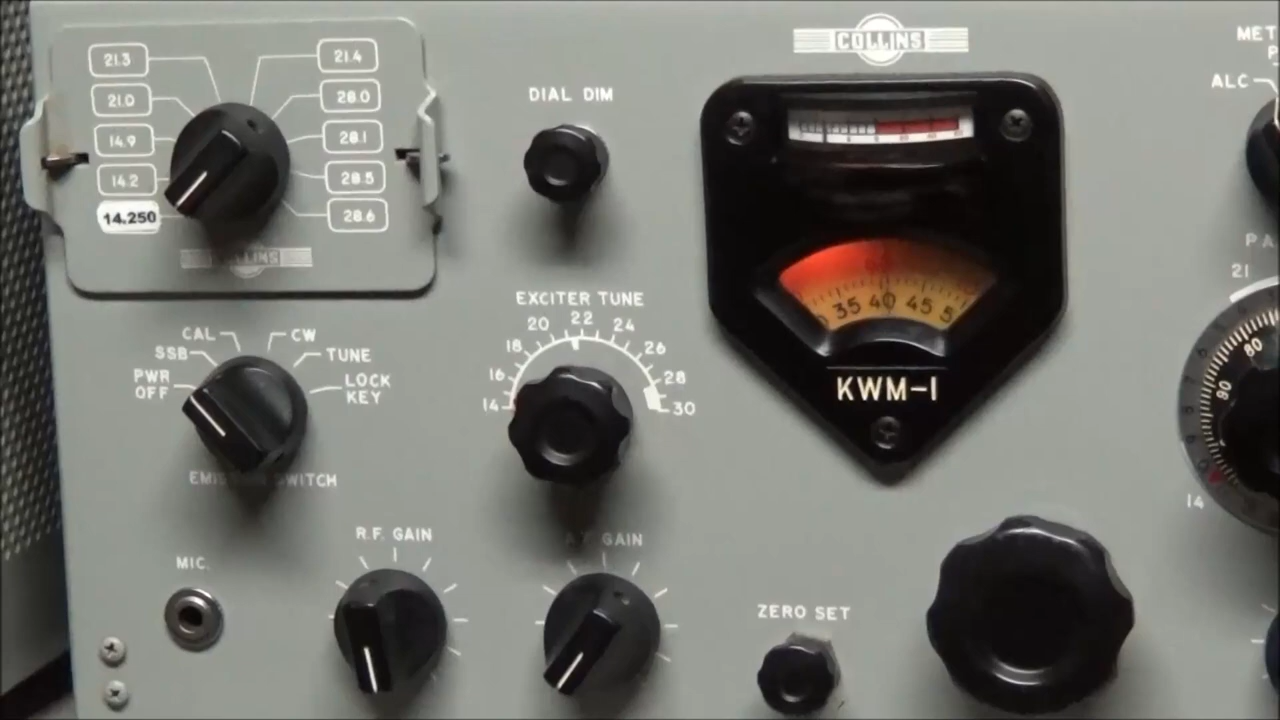 21.3
21.0
14.9
14.2
14.250
21.4
28.0
28.1
28.5
28.6
COLLINS
DIAL DIM
COLLINS
35 40 45
KWM-1
ALC
21
80
90
14
EXCITER TUNE
14 16 18 20 22 24 26 28 30
PWR OFF
SSB
CAL
CW
TUNE
LOCK KEY
EMISSION SWITCH
MIC.
R.F. GAIN
GAIN
ZERO SET